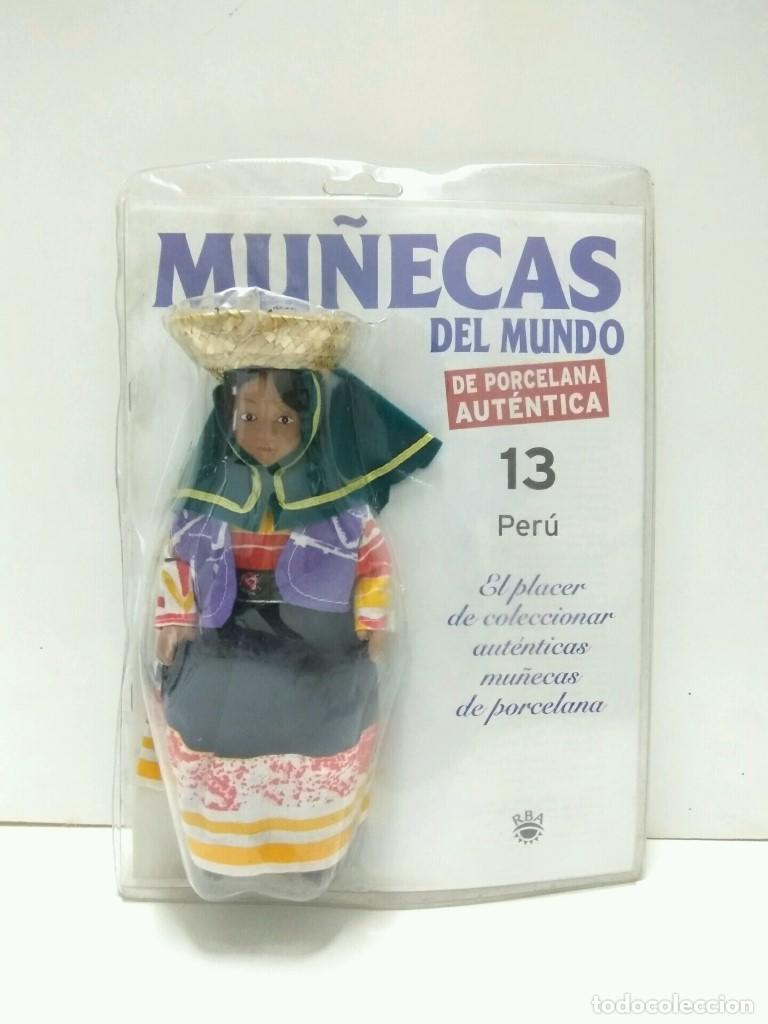 MUÑECAS
DEL MUNDO
DE PORCELANA
AUTÉNTICA
13
Perú
El placer
de coleccionar
auténticas
muñecas
de porcelana
RBA
todocoleccion